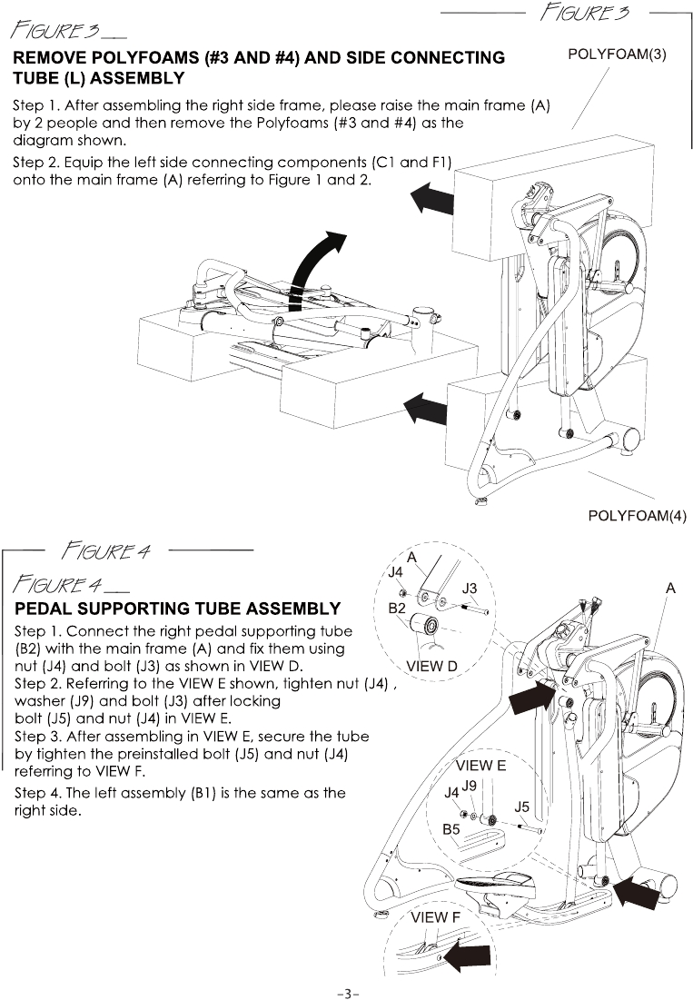 FIGURE 3
FIGURE 3
REMOVE POLYFOAMS (#3 AND #4) AND SIDE CONNECTING
TUBE (L) ASSEMBLY
Step 1. After assembling the right side frame, please raise the main frame (A)
by 2 people and then remove the Polyfoams (#3 and #4) as the
diagram shown.
Step 2. Equip the left side connecting components (C1 and F1)
onto the main frame (A) referring to Figure 1 and 2.
POLYFOAM(3)
POLYFOAM(4)
FIGURE 4
FIGURE 4
PEDAL SUPPORTING TUBE ASSEMBLY
Step 1. Connect the right pedal supporting tube
(B2) with the main frame (A) and fix them using
nut (J4) and bolt (J3) as shown in VIEW D.
Step 2. Referring to the VIEW E shown, tighten nut (J4) ,
washer (J9) and bolt (J3) after locking
bolt (J5) and nut (J4) in VIEW E.
Step 3. After assembling in VIEW E, secure the tube
by tighten the preinstalled bolt (J5) and nut (J4)
referring to VIEW F.
Step 4. The left assembly (B1) is the same as the
right side.
A
J4
J3
B2
VIEW D
A
VIEW E
J4
J9
J5
B5
VIEW F
-3-